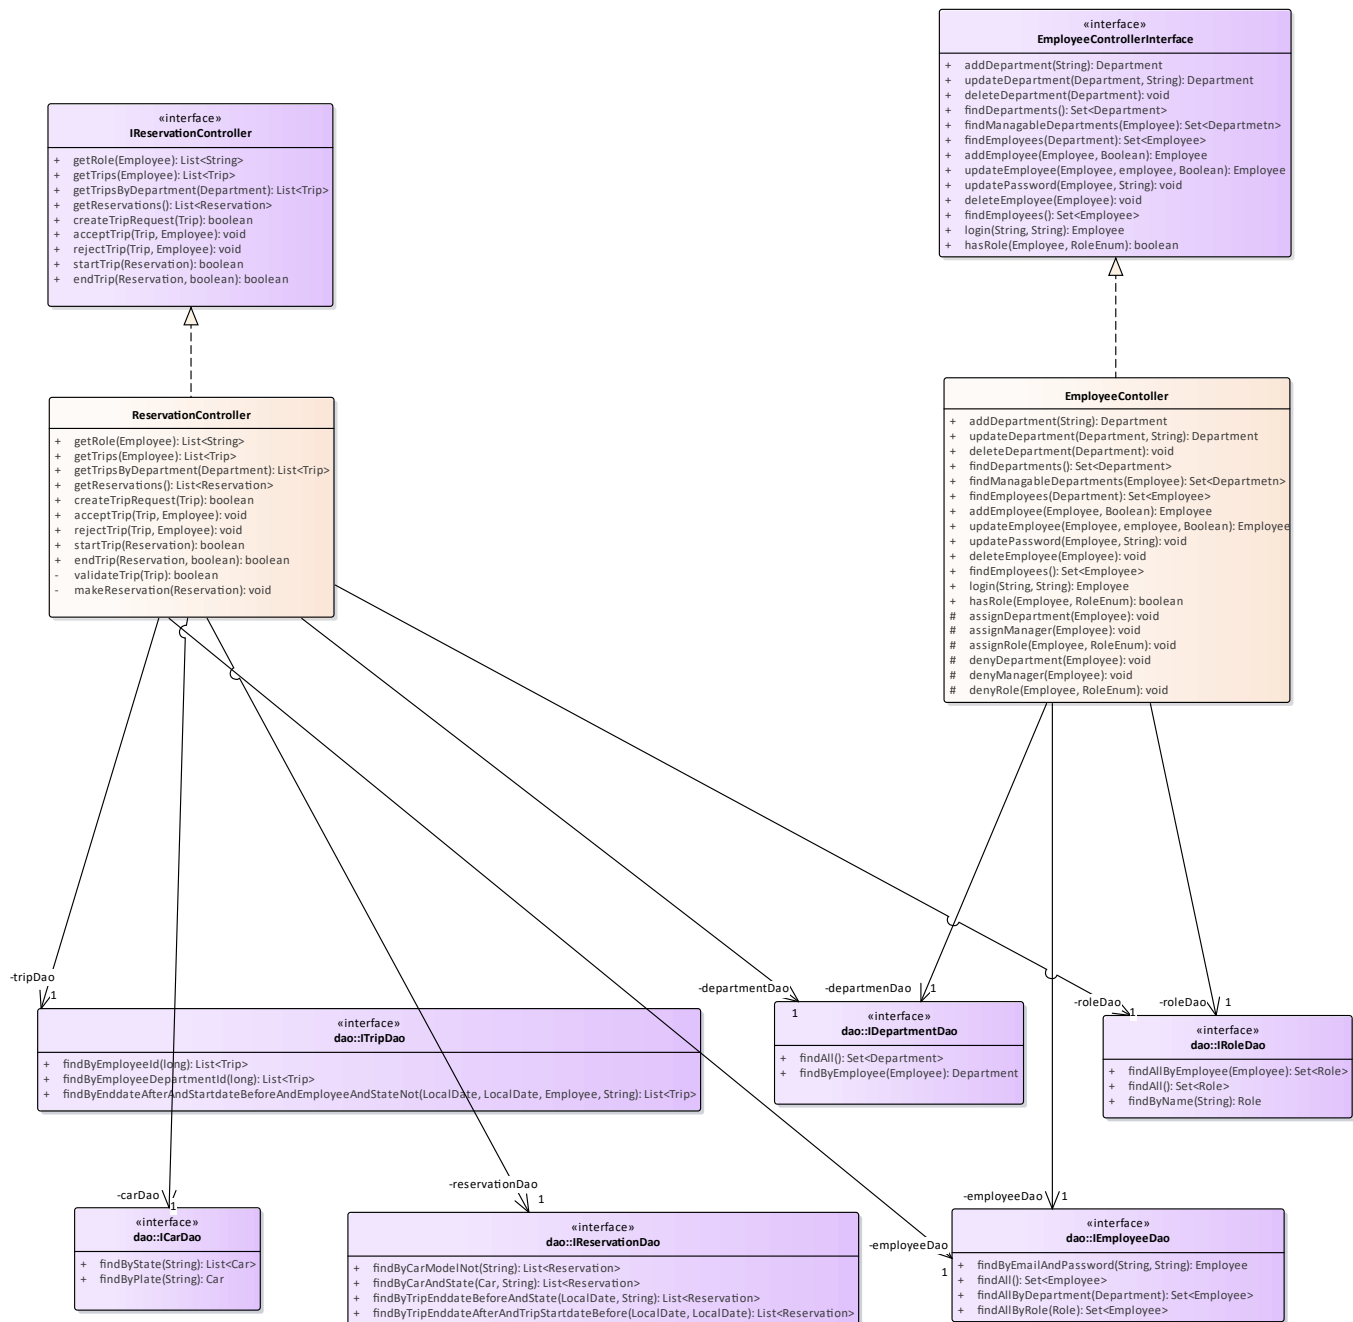 «interface»
EmployeeControllerInterface
+ addDepartment(String): Department
+ updateDepartment(Department, String): Department
+ deleteDepartment(Department): void
+ findDepartments(): Set<Department>
+ findManagableDepartments(Employee): Set<Departmetn>
+ findEmployees(Department): Set<Employee>
+ addEmployee(Employee, Boolean): Employee
+ updateEmployee(Employee, employee, Boolean): Employee
+ updatePassword(Employee, String): void
+ deleteEmployee(Employee): void
+ findEmployees(): Set<Employee>
+ login(String, String): Employee
+ hasRole(Employee, RoleEnum): boolean
«interface»
IReservationController
+ getRole(Employee): List<String>
+ getTrips(Employee): List<Trip>
+ getTripsByDepartment(Department): List<Trip>
+ getReservations(): List<Reservation>
+ createTripRequest(Trip): boolean
+ acceptTrip(Trip, Employee): void
+ rejectTrip(Trip, Employee): void
+ startTrip(Reservation): boolean
+ endTrip(Reservation, boolean): boolean
ReservationController
+ getRole(Employee): List<String>
+ getTrips(Employee): List<Trip>
+ getTripsByDepartment(Department): List<Trip>
+ getReservations(): List<Reservation>
+ createTripRequest(Trip): boolean
+ acceptTrip(Trip, Employee): void
+ rejectTrip(Trip, Employee): void
+ startTrip(Reservation): boolean
+ endTrip(Reservation, boolean): boolean
- validateTrip(Trip): boolean
- makeReservation(Reservation): void
EmployeeContoller
+ addDepartment(String): Department
+ updateDepartment(Department, String): Department
+ deleteDepartment(Department): void
+ findDepartments(): Set<Department>
+ findManagableDepartments(Employee): Set<Departmetn>
+ findEmployees(Department): Set<Employee>
+ addEmployee(Employee, Boolean): Employee
+ updateEmployee(Employee, employee, Boolean): Employee
+ updatePassword(Employee, String): void
+ deleteEmployee(Employee): void
+ findEmployees(): Set<Employee>
+ login(String, String): Employee
+ hasRole(Employee, RoleEnum): boolean
# assignDepartment(Employee): void
# assignManager(Employee): void
# assignRole(Employee, RoleEnum): void
# denyDepartment(Employee): void
# denyManager(Employee): void
# denyRole(Employee, RoleEnum): void
-tripDao
1
-departmentDao
1
-departmenDao
1
-roleDao
1
-roleDao
1
«interface»
dao::ITripDao
+ findByEmployeeId(long): List<Trip>
+ findByEmployeeDepartmentId(long): List<Trip>
+ findByEnddateAfterAndStartdateBeforeAndEmployeeAndStateNot(LocalDate, LocalDate, Employee, String): List<Trip>
«interface»
dao::IDepartmentDao
+ findAll(): Set<Department>
+ findByEmployee(Employee): Department
«interface»
dao::IRoleDao
+ findAllByEmployee(Employee): Set<Role>
+ findAll(): Set<Role>
+ findByName(String): Role
-carDao
1
-reservationDao
1
-employeeDao
1
-employeeDao
1
«interface»
dao::ICarDao
+ findByState(String): List<Car>
+ findByPlate(String): Car
«interface»
dao::IReservationDao
+ findByCarModelNot(String): List<Reservation>
+ findByCarAndState(Car, String): List<Reservation>
+ findByTripEnddateBeforeAndState(LocalDate, String): List<Reservation>
+ findByTripEnddateAfterAndTripStartdateBefore(LocalDate, LocalDate): List<Reservation>
«interface»
dao::IEmployeeDao
+ findByEmailAndPassword(String, String): Employee
+ findAll(): Set<Employee>
+ findAllByDepartment(Department): Set<Employee>
+ findAllByRole(Role): Set<Employee>